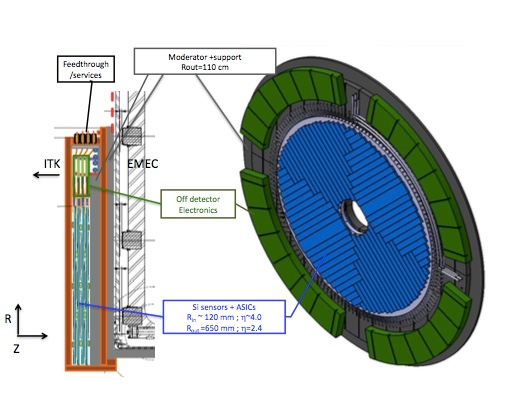 Feedthrough
/services
Moderator +support
Rout=110 cm
ITK
EMEC
Off detector
Electronics
Si sensors + ASICs
Rin ~ 120 mm ; η~4.0
Rout =650 mm ; η=2.4
R
Z